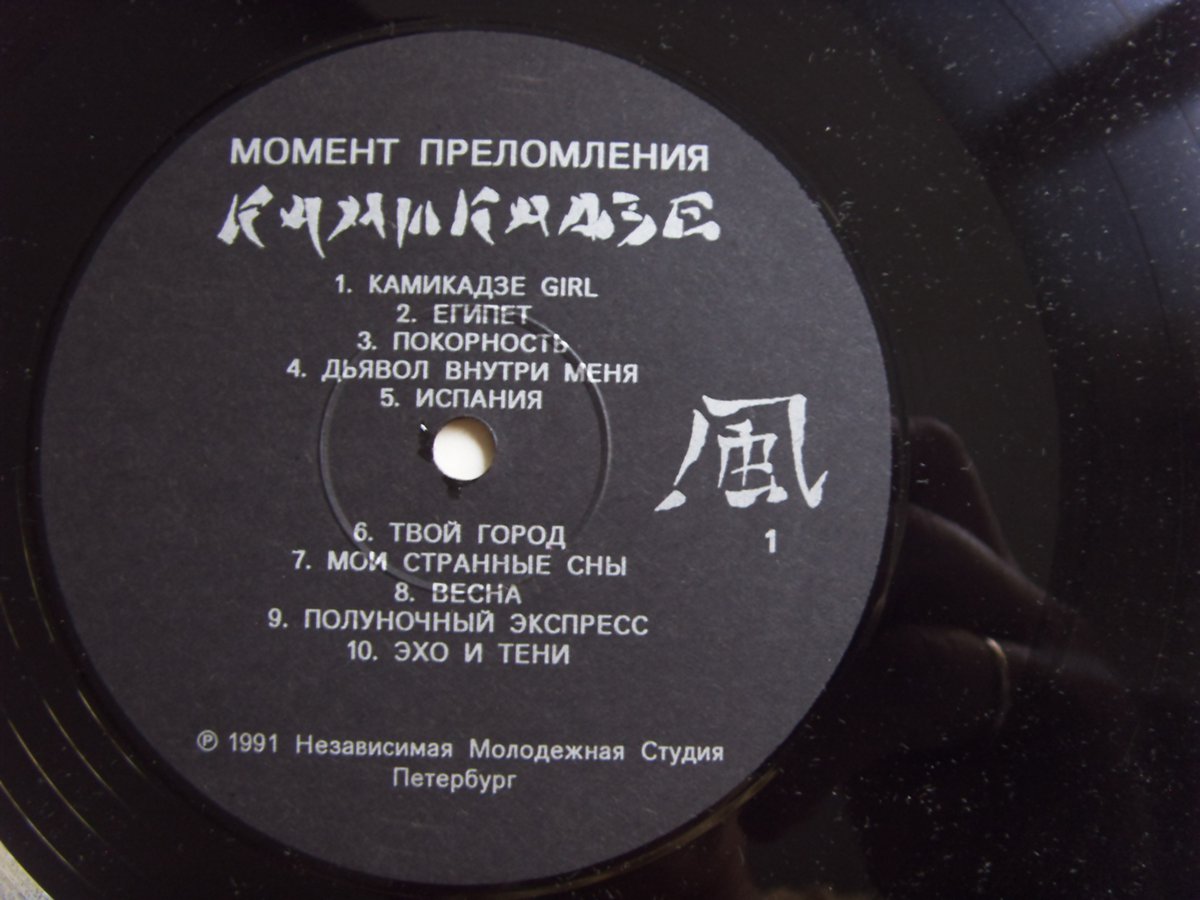 МОМЕНТ ПРЕЛОМЛЕНИЯ
КАМИКАДЗЕ
1. КАМИКАДЗЕ GIRL
2. ЕГИПЕТ
3. ПОКОРНОСТЬ
4. ДЬЯВОЛ ВНУТРИ МЕНЯ
5. ИСПАНИЯ
風
1
6. ТВОЙ ГОРОД
7. МОИ СТРАННЫЕ СНЫ
8. ВЕСНА
9. ПОЛУНОЧНЫЙ ЭКСПРЕСС
10. ЭХО И ТЕНИ
℗ 1991 Независимая Молодежная Студия
Петербург